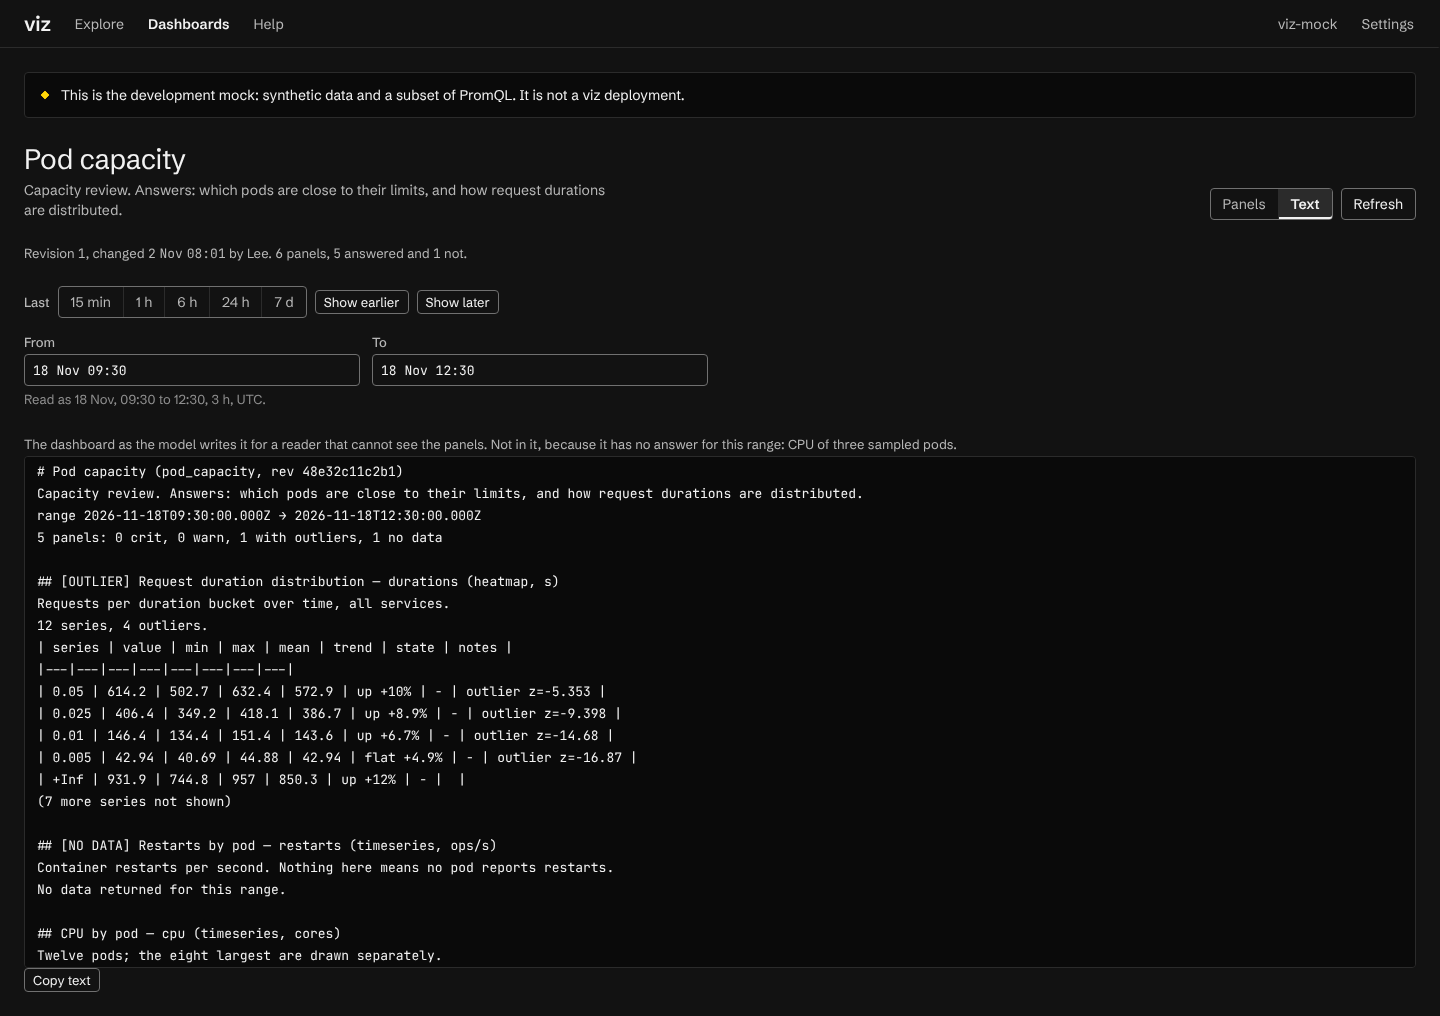 viz Explore Dashboards Help viz-mock Settings
This is the development mock: synthetic data and a subset of PromQL. It is not a viz deployment.
Pod capacity
Capacity review. Answers: which pods are close to their limits, and how request durations
are distributed.
Panels Text Refresh
Revision 1, changed 2 Nov 08:01 by Lee. 6 panels, 5 answered and 1 not.
Last 15 min 1 h 6 h 24 h 7 d Show earlier Show later
From To
18 Nov 09:30 18 Nov 12:30
Read as 18 Nov, 09:30 to 12:30, 3 h, UTC.
The dashboard as the model writes it for a reader that cannot see the panels. Not in it, because it has no answer for this range: CPU of three sampled pods.
# Pod capacity (pod_capacity, rev 48e32c11c2b1)
Capacity review. Answers: which pods are close to their limits, and how request durations are distributed.
range 2026-11-18T09:30:00.000Z → 2026-11-18T12:30:00.000Z
5 panels: 0 crit, 0 warn, 1 with outliers, 1 no data
## [OUTLIER] Request duration distribution — durations (heatmap, s)
Requests per duration bucket over time, all services.
12 series, 4 outliers.
| series | value | min | max | mean | trend | state | notes |
|---|---|---|---|---|---|---|---|
| 0.05 | 614.2 | 502.7 | 632.4 | 572.9 | up +10% | - | outlier z=-5.353 |
| 0.025 | 406.4 | 349.2 | 418.1 | 386.7 | up +8.9% | - | outlier z=-9.398 |
| 0.01 | 146.4 | 134.4 | 151.4 | 143.6 | up +6.7% | - | outlier z=-14.68 |
| 0.005 | 42.94 | 40.69 | 44.88 | 42.94 | flat +4.9% | - | outlier z=-16.87 |
| +Inf | 931.9 | 744.8 | 957 | 850.3 | up +12% | - |  |
(7 more series not shown)
## [NO DATA] Restarts by pod — restarts (timeseries, ops/s)
Container restarts per second. Nothing here means no pod reports restarts.
No data returned for this range.
## CPU by pod — cpu (timeseries, cores)
Twelve pods; the eight largest are drawn separately.
Copy text